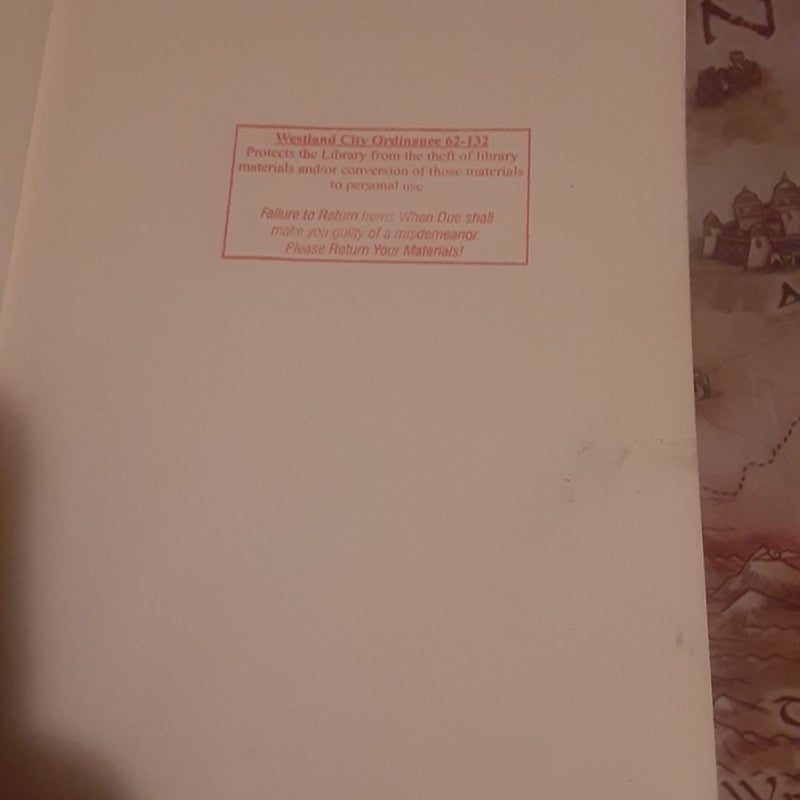 Westland City Ordinance 62-132
Protects the Library from the theft of library
materials and/or conversion of those materials
to personal use.
Failure to Return Items When Due shall
make you guilty of a misdemeanor.
Please Return Your Materials!
Z
A